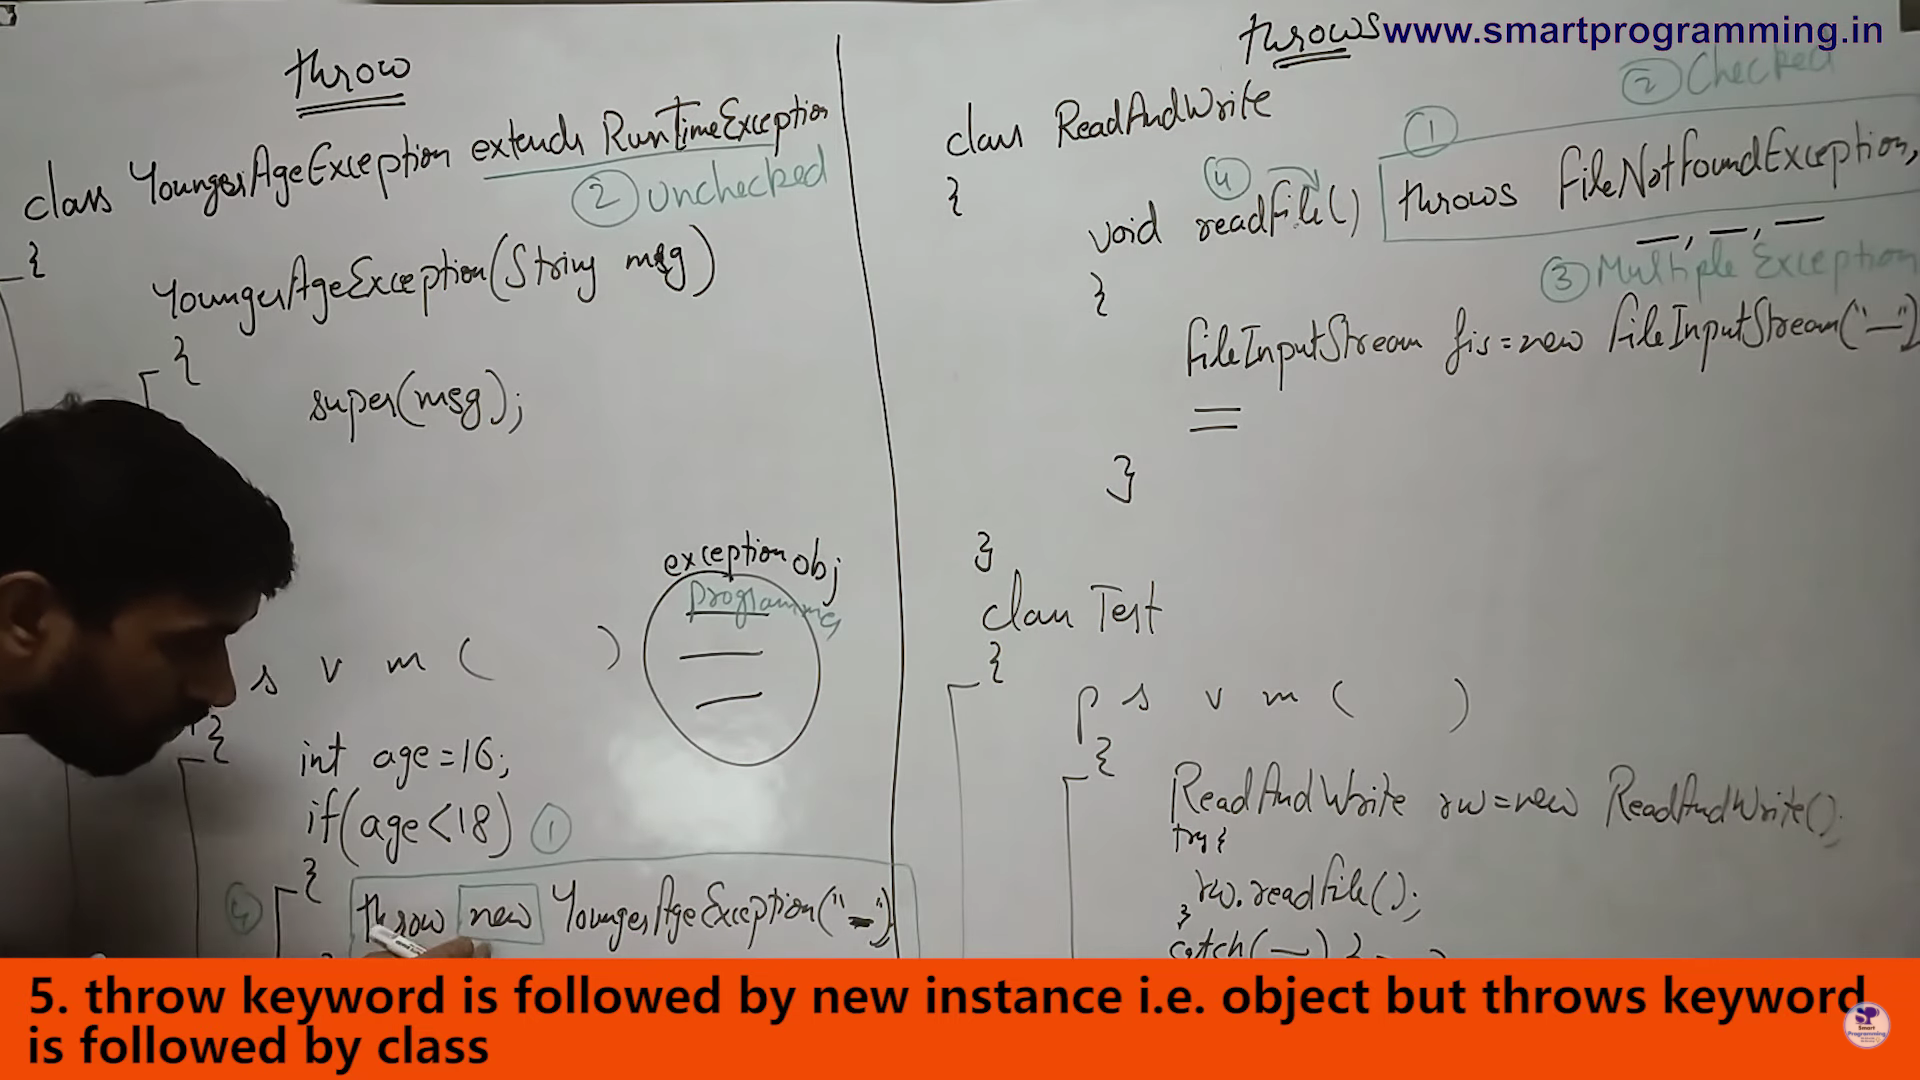 www.smartprogramming.in
throw
class YoungerAgeException extends RunTimeException
② Unchecked
{
YoungerAgeException(String msg)
{
super(msg);
exception obj
programmer
s v m ( )
{
int age=16;
if(age<18) ①
{
throw new YoungerAgeException("—")
throws
② Checked
class ReadAndWrite
{
① ④
void readFile() throws FileNotFoundException,
—, —, —
③ Multiple Exception
{
FileInputStream fis=new FileInputStream("—")
}
}
class Test
{
p s v m ( )
{
ReadAndWrite rw=new ReadAndWrite();
try{
rw.readFile();
}
catch(—) {
5. throw keyword is followed by new instance i.e. object but throws keyword
is followed by class
SP
Smart
Programming